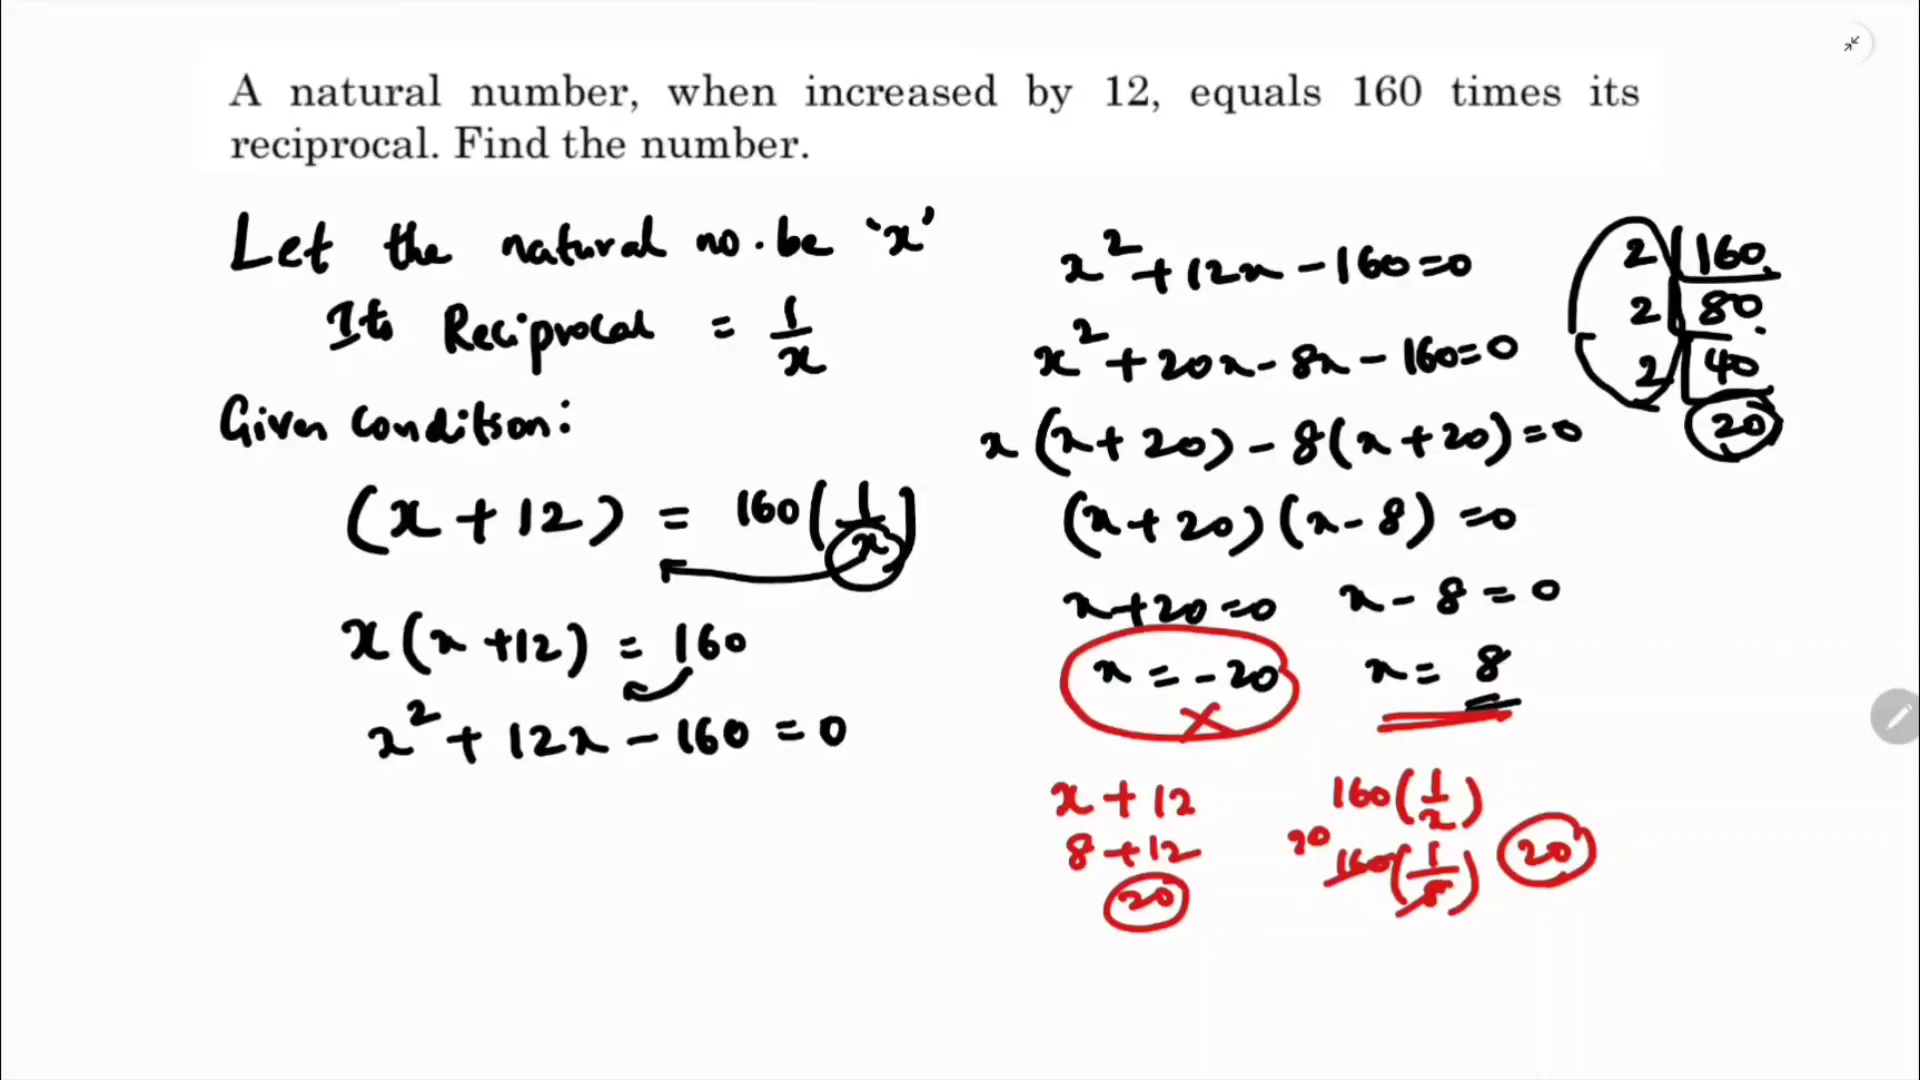 A natural number, when increased by 12, equals 160 times its
reciprocal. Find the number.
Let the natural no. be 'x'
Its Reciprocal = 1/x
Given Condition:
(x + 12) = 160(1/x)
x(x +12) = 160
x² + 12x - 160 = 0
x² + 12x - 160 = 0
x² + 20x - 8x - 160 = 0
x(x + 20) - 8(x + 20) = 0
(x + 20)(x - 8) = 0
x + 20 = 0 x - 8 = 0
x = - 20 x = 8
×
x + 12 160(1/x)
8 + 12 20 160(1/8) 20
20
2 160
2 80
2 40
20